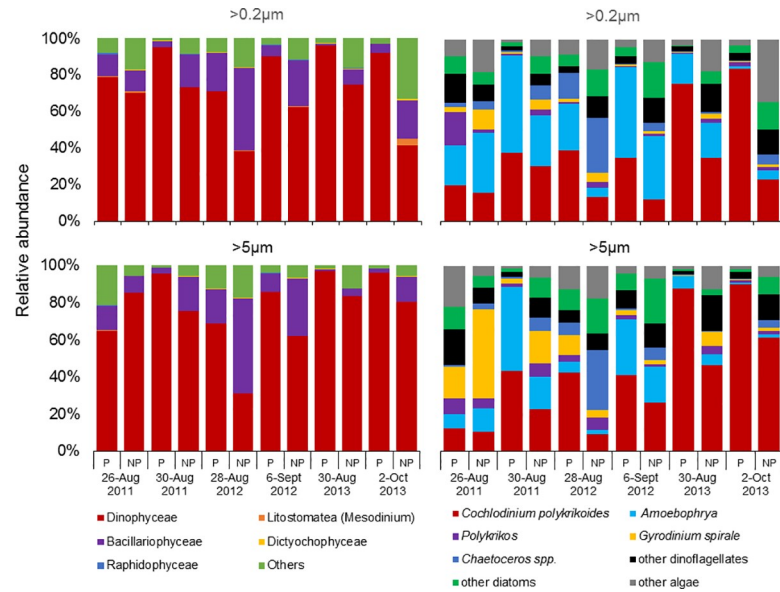 >0.2µm
>0.2µm
100%
80%
60%
40%
20%
0%
Relative abundance
>5µm
>5µm
100%
80%
60%
40%
20%
0%
P NP P NP P NP P NP P NP P NP
26-Aug 30-Aug 28-Aug 6-Sept 30-Aug 2-Oct
2011 2011 2012 2012 2013 2013
P NP P NP P NP P NP P NP P NP
26-Aug 30-Aug 28-Aug 6-Sept 30-Aug 2-Oct
2011 2011 2012 2012 2013 2013
Dinophyceae
Litostomatea (Mesodinium)
Bacillariophyceae
Dictyochophyceae
Raphidophyceae
Others
Cochlodinium polykrikoides
Amoebophrya
Polykrikos
Gyrodinium spirale
Chaetoceros spp.
other dinoflagellates
other diatoms
other algae